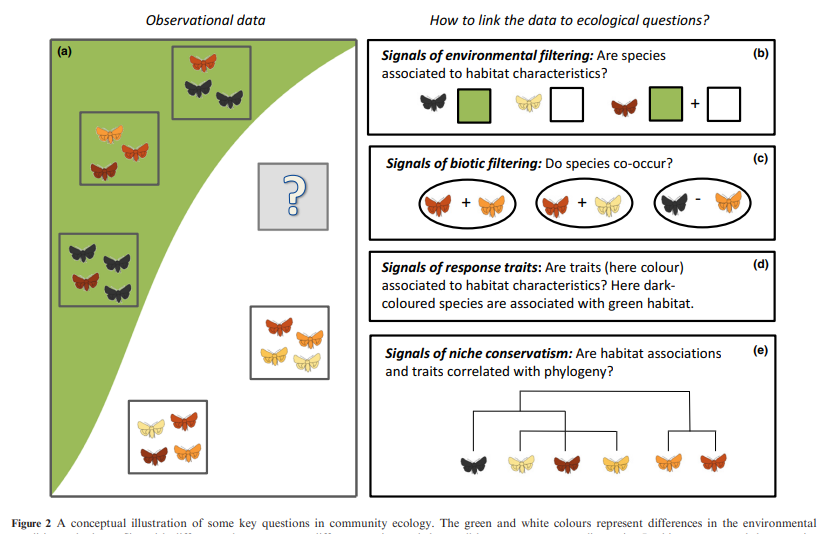 Observational data
How to link the data to ecological questions?
(a)
?
Signals of environmental filtering: Are species
associated to habitat characteristics?
(b)
+
Signals of biotic filtering: Do species co-occur?
(c)
+ + -
Signals of response traits: Are traits (here colour)
associated to habitat characteristics? Here dark-
coloured species are associated with green habitat.
(d)
Signals of niche conservatism: Are habitat associations
and traits correlated with phylogeny?
(e)
Figure 2 A conceptual illustration of some key questions in community ecology. The green and white colours represent differences in the environmental